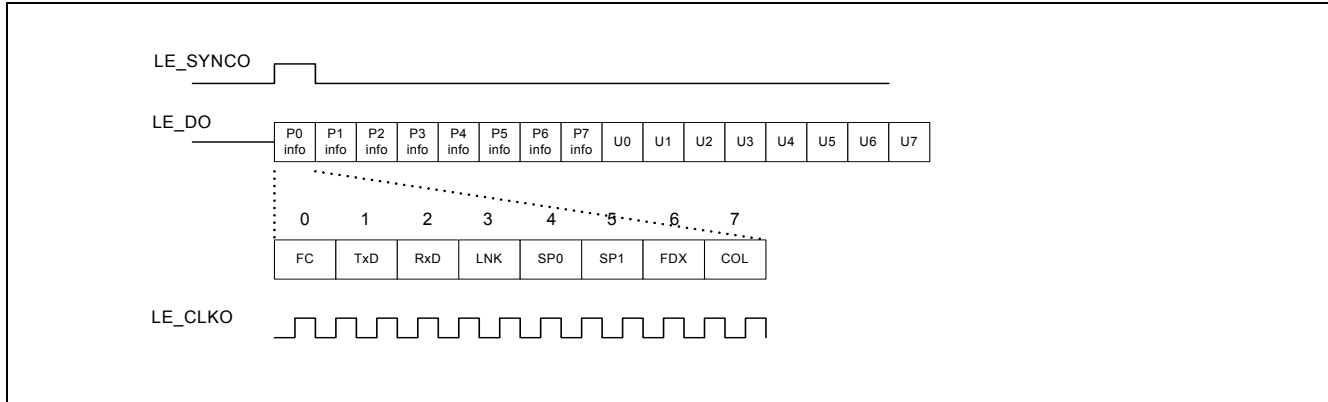 LE_SYNCO
LE_DO
P0 info P1 info P2 info P3 info P4 info P5 info P6 info P7 info U0 U1 U2 U3 U4 U5 U6 U7
0 1 2 3 4 5 6 7
FC TxD RxD LNK SP0 SP1 FDX COL
LE_CLKO